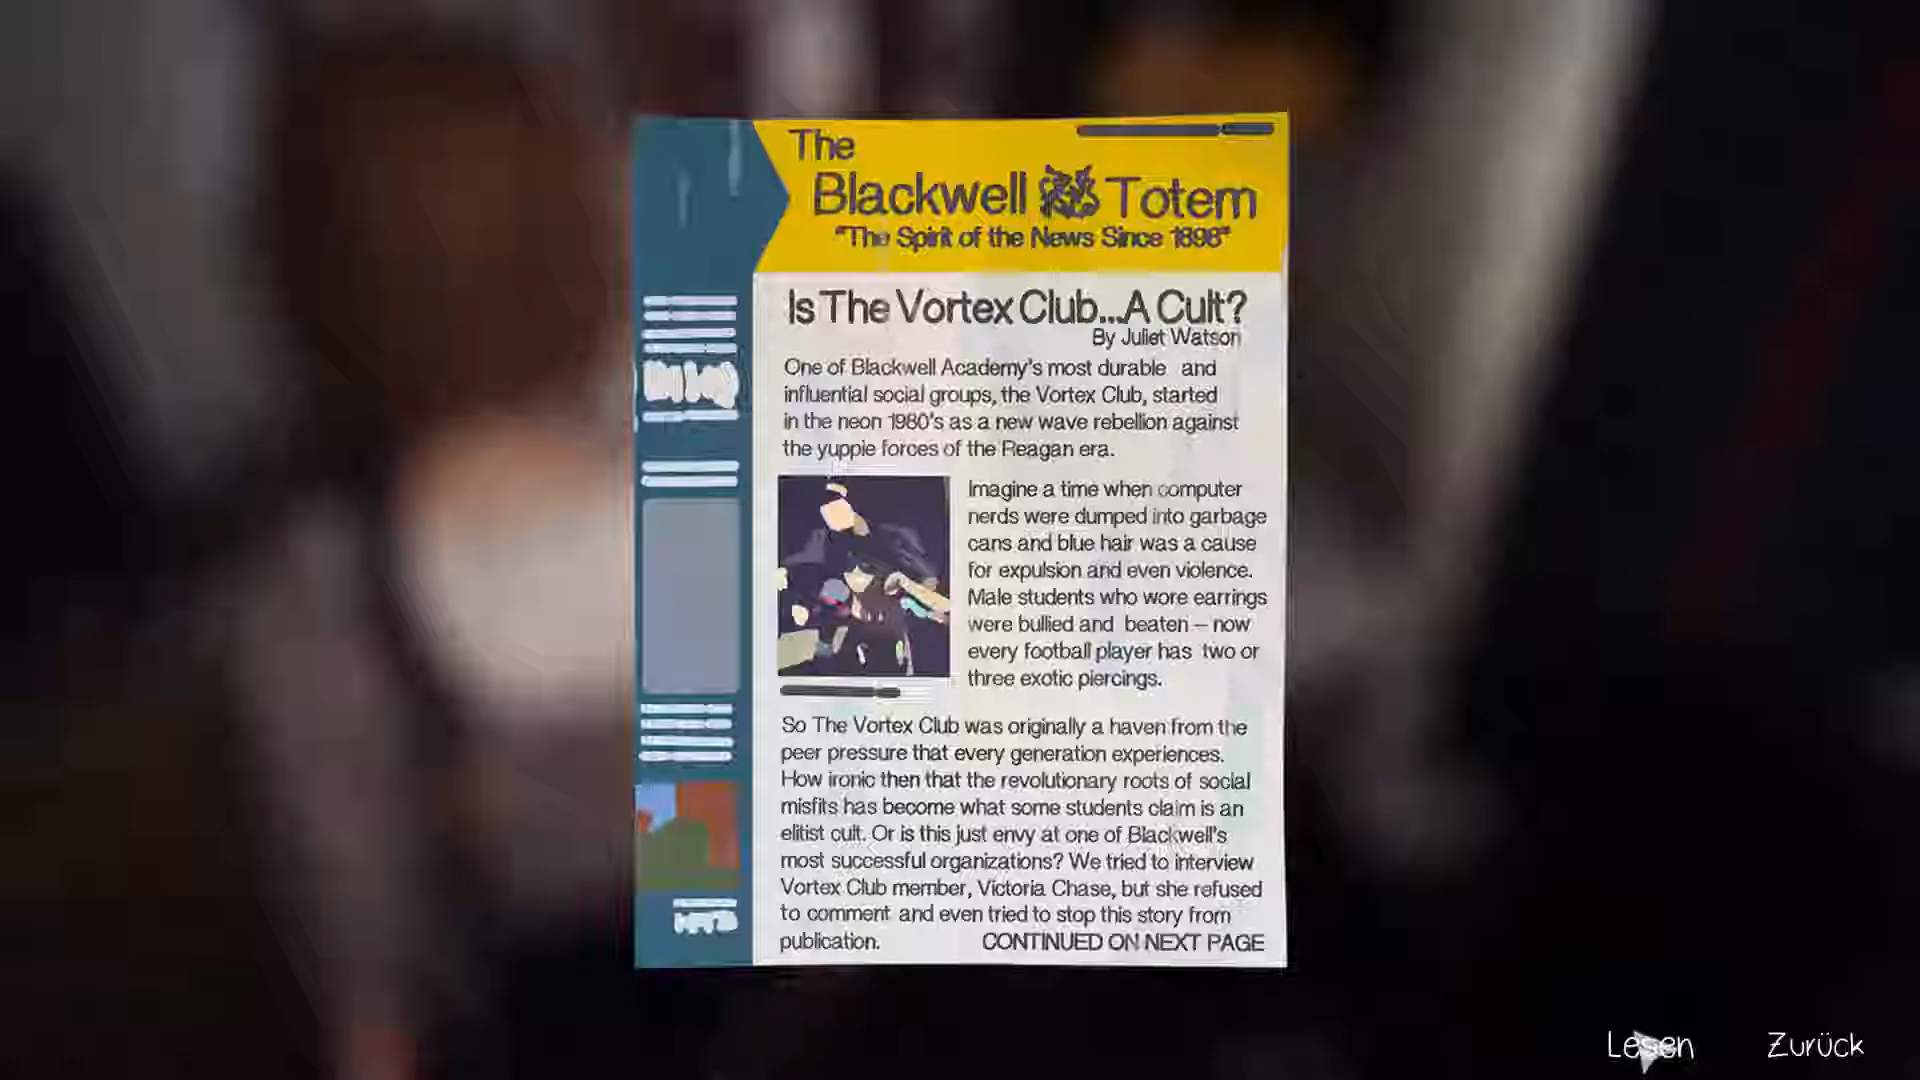 The
Blackwell Totem
"The Spirit of the News Since 1898"
Is The Vortex Club...A Cult?
By Juliet Watson
One of Blackwell Academy's most durable and
influential social groups, the Vortex Club, started
in the neon 1980's as a new wave rebellion against
the yuppie forces of the Reagan era.
Imagine a time when computer
nerds were dumped into garbage
cans and blue hair was a cause
for expulsion and even violence.
Male students who wore earrings
were bullied and beaten – now
every football player has two or
three exotic piercings.
So The Vortex Club was originally a haven from the
peer pressure that every generation experiences.
How ironic then that the revolutionary roots of social
misfits has become what some students claim is an
elitist cult. Or is this just envy at one of Blackwell's
most successful organizations? We tried to interview
Vortex Club member, Victoria Chase, but she refused
to comment and even tried to stop this story from
publication. CONTINUED ON NEXT PAGE
Lesen Zurück